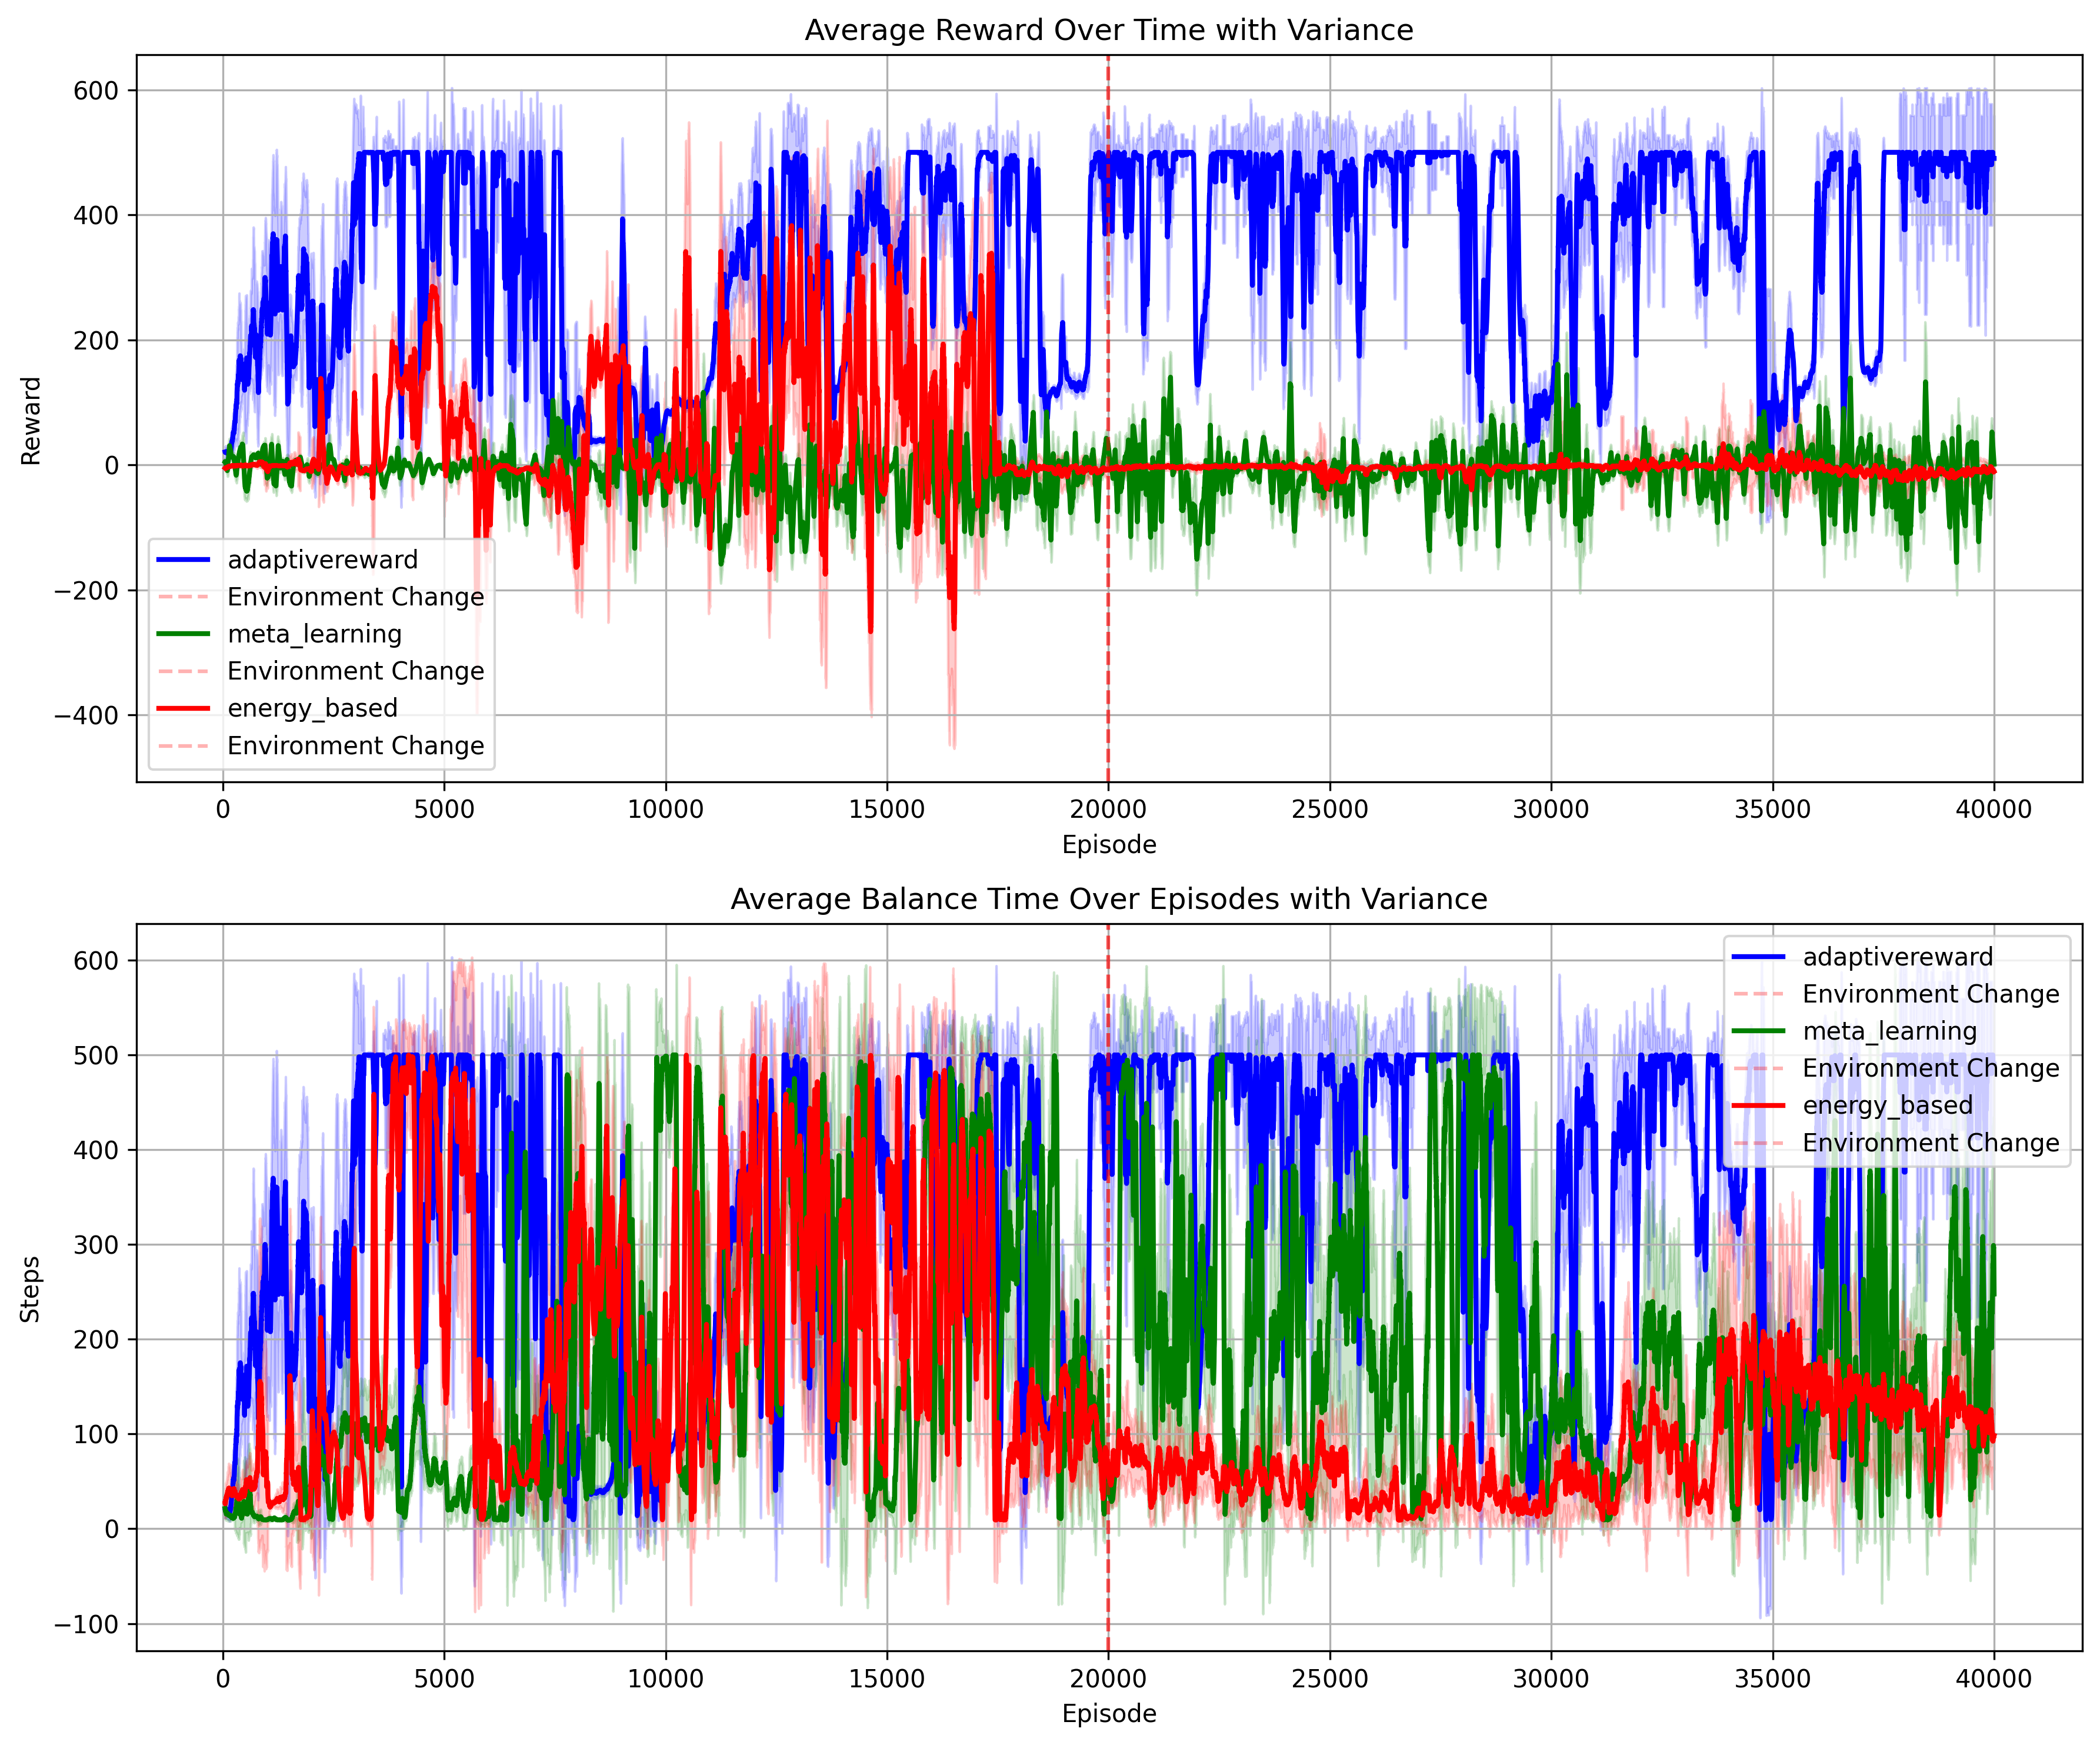 Average Reward Over Time with Variance
600
400
200
0
−200
−400
Reward
adaptivereward
Environment Change
meta_learning
Environment Change
energy_based
Environment Change
0 5000 10000 15000 20000 25000 30000 35000 40000
Episode
Average Balance Time Over Episodes with Variance
600
500
400
300
200
100
0
−100
Steps
adaptivereward
Environment Change
meta_learning
Environment Change
energy_based
Environment Change
0 5000 10000 15000 20000 25000 30000 35000 40000
Episode